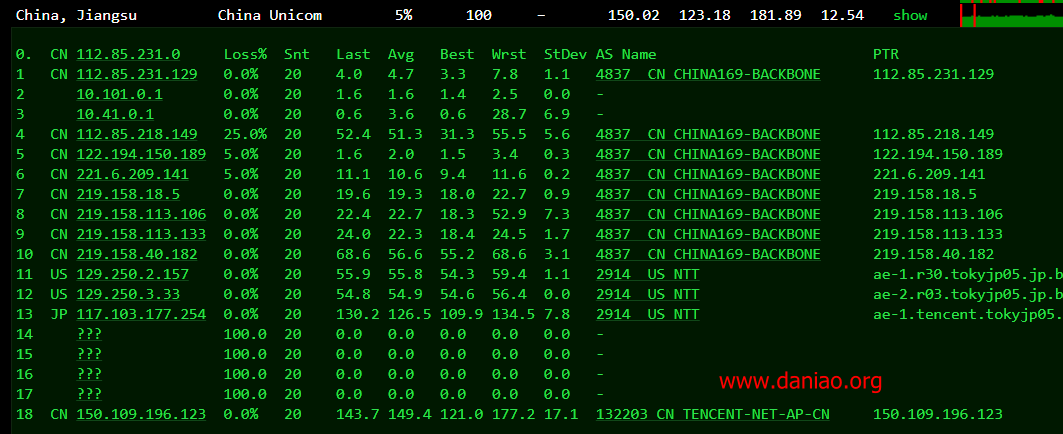 China, Jiangsu China Unicom 5% 100 – 150.02 123.18 181.89 12.54 show
0. CN 112.85.231.0 Loss% Snt Last Avg Best Wrst StDev AS Name PTR
1 CN 112.85.231.129 0.0% 20 4.0 4.7 3.3 7.8 1.1 4837 CN CHINA169-BACKBONE 112.85.231.129
2 10.101.0.1 0.0% 20 1.6 1.6 1.4 2.5 0.0 -
3 10.41.0.1 0.0% 20 0.6 3.6 0.6 28.7 6.9 -
4 CN 112.85.218.149 25.0% 20 52.4 51.3 31.3 55.5 5.6 4837 CN CHINA169-BACKBONE 112.85.218.149
5 CN 122.194.150.189 5.0% 20 1.6 2.0 1.5 3.4 0.3 4837 CN CHINA169-BACKBONE 122.194.150.189
6 CN 221.6.209.141 5.0% 20 11.1 10.6 9.4 11.6 0.2 4837 CN CHINA169-BACKBONE 221.6.209.141
7 CN 219.158.18.5 0.0% 20 19.6 19.3 18.0 22.7 0.9 4837 CN CHINA169-BACKBONE 219.158.18.5
8 CN 219.158.113.106 0.0% 20 22.4 22.7 18.3 52.9 7.3 4837 CN CHINA169-BACKBONE 219.158.113.106
9 CN 219.158.113.133 0.0% 20 24.0 22.3 18.4 24.5 1.7 4837 CN CHINA169-BACKBONE 219.158.113.133
10 CN 219.158.40.182 0.0% 20 68.6 56.6 55.2 68.6 3.1 4837 CN CHINA169-BACKBONE 219.158.40.182
11 US 129.250.2.157 0.0% 20 55.9 55.8 54.3 59.4 1.1 2914 US NTT ae-1.r30.tokyjp05.jp.b
12 US 129.250.3.33 0.0% 20 54.8 54.9 54.6 56.4 0.0 2914 US NTT ae-2.r03.tokyjp05.jp.b
13 JP 117.103.177.254 0.0% 20 130.2 126.5 109.9 134.5 7.8 2914 US NTT ae-1.tencent.tokyjp05.
14 ??? 100.0 20 0.0 0.0 0.0 0.0 0.0 -
15 ??? 100.0 20 0.0 0.0 0.0 0.0 0.0 -
16 ??? 100.0 20 0.0 0.0 0.0 0.0 0.0 -
17 ??? 100.0 20 0.0 0.0 0.0 0.0 0.0 -
www.daniao.org
18 CN 150.109.196.123 0.0% 20 143.7 149.4 121.0 177.2 17.1 132203 CN TENCENT-NET-AP-CN 150.109.196.123